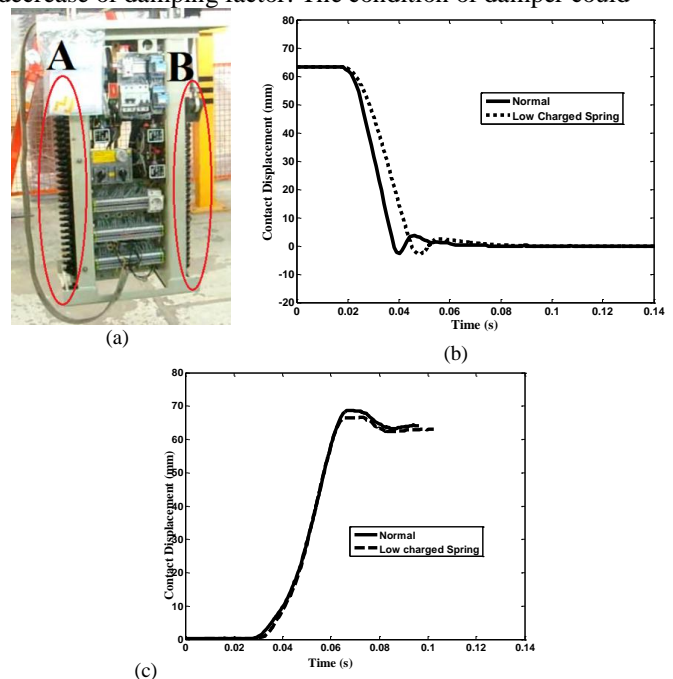 decrease of damping factor. The condition of damper could
A B
(a)
80
70
60
50
40
30
20
10
0
-10
-20
0 0.02 0.04 0.06 0.08 0.1 0.12 0.14
Contact Displacement (mm)
Time (s)
Normal
Low Charged Spring
(b)
80
70
60
50
40
30
20
10
0
0 0.02 0.04 0.06 0.08 0.1 0.12 0.14
Contact Displacement (mm)
Time (s)
Normal
Low charged Spring
(c)